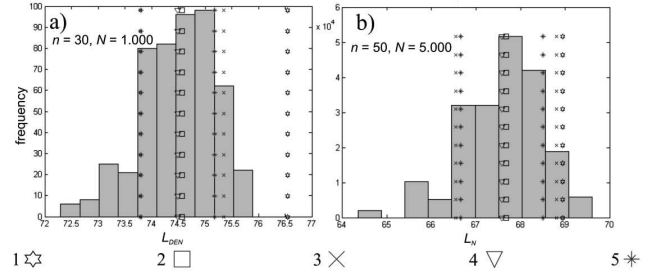 a)
n = 30, N = 1.000
frequency
100
90
80
70
60
50
40
30
20
10
0
72 72.5 73 73.5 74 74.5 75 75.5 76 76.5 77
L_DEN
b)
x 10^4
n = 50, N = 5.000
6
5
4
3
2
1
0
64 65 66 67 68 69 70
L_N
1 2 3 4 5